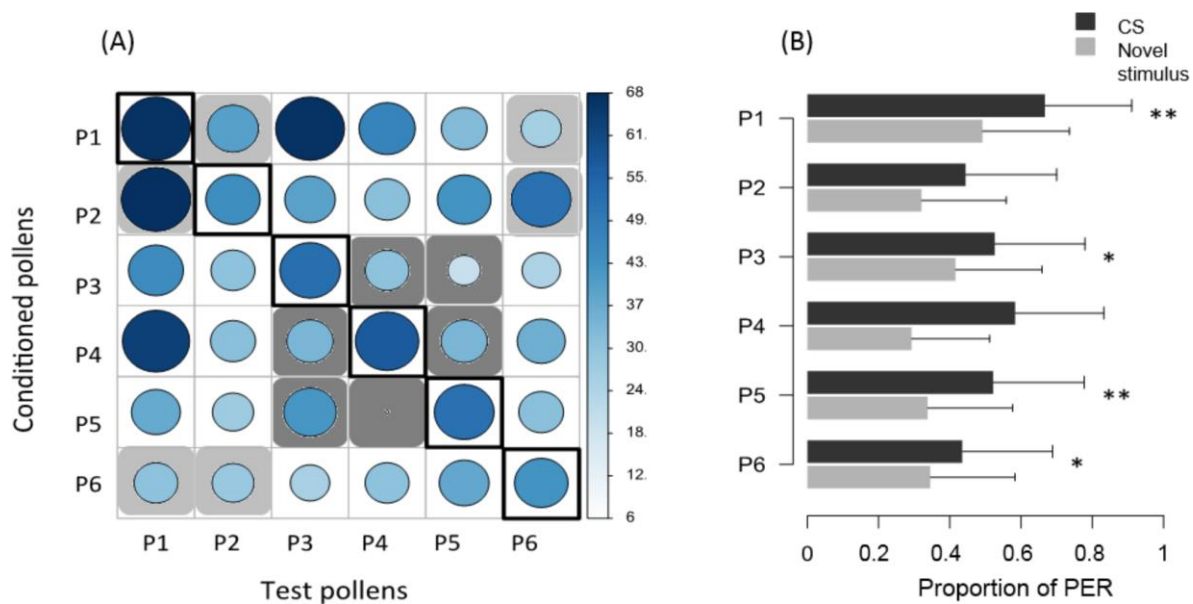 (A)
Conditioned pollens
P1
P2
P3
P4
P5
P6
P1 P2 P3 P4 P5 P6
Test pollens
68
61.
55.
49.
43.
37
30.
24.
18.
12.
6
(B)
CS
Novel
stimulus
P1
**
P2
P3
*
P4
P5
**
P6
*
0 0.2 0.4 0.6 0.8 1
Proportion of PER